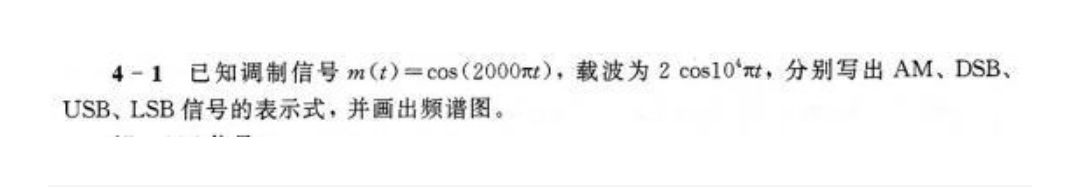 4-1 已知调制信号 m(t)=cos(2000πt)，载波为 2 cos10⁴πt，分别写出 AM、DSB、
USB、LSB 信号的表示式，并画出频谱图。